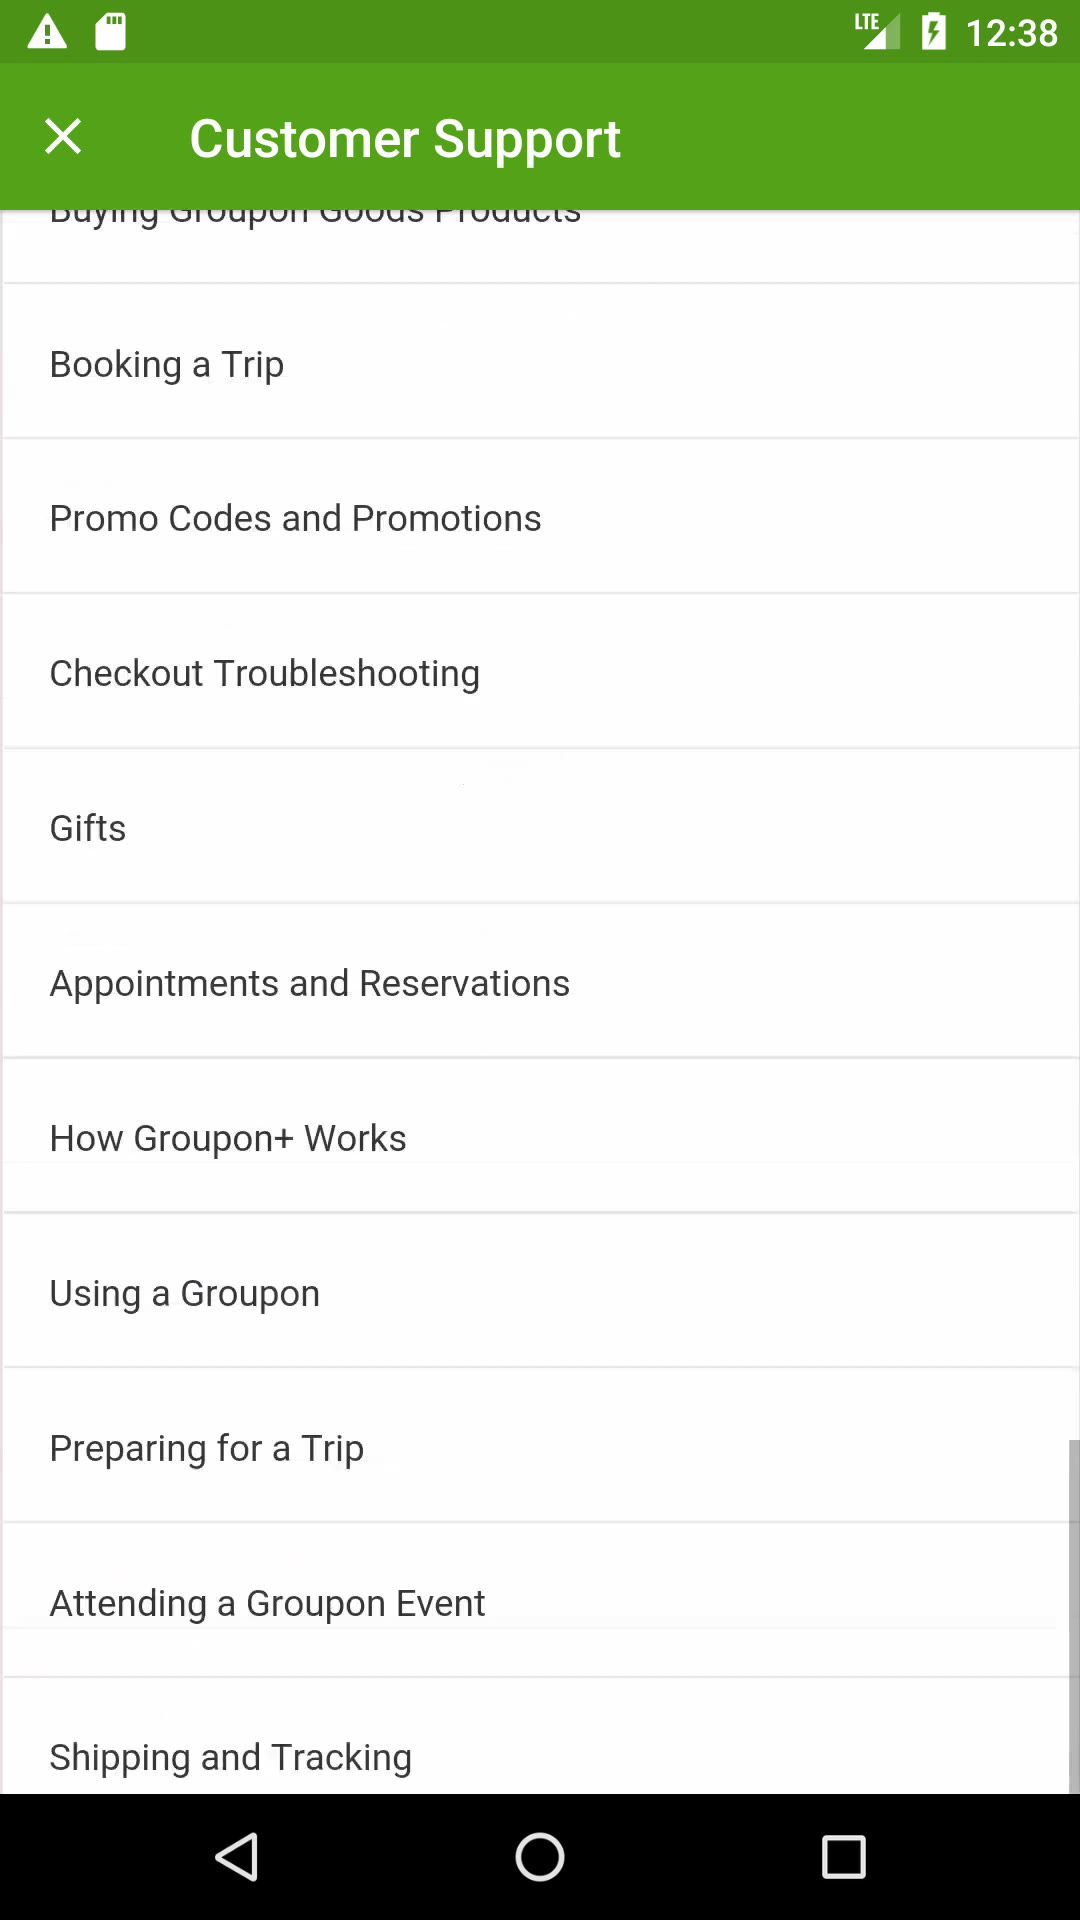 LTE 12:38
Customer Support
Buying Groupon Goods Products
Booking a Trip
Promo Codes and Promotions
Checkout Troubleshooting
Gifts
Appointments and Reservations
How Groupon+ Works
Using a Groupon
Preparing for a Trip
Attending a Groupon Event
Shipping and Tracking